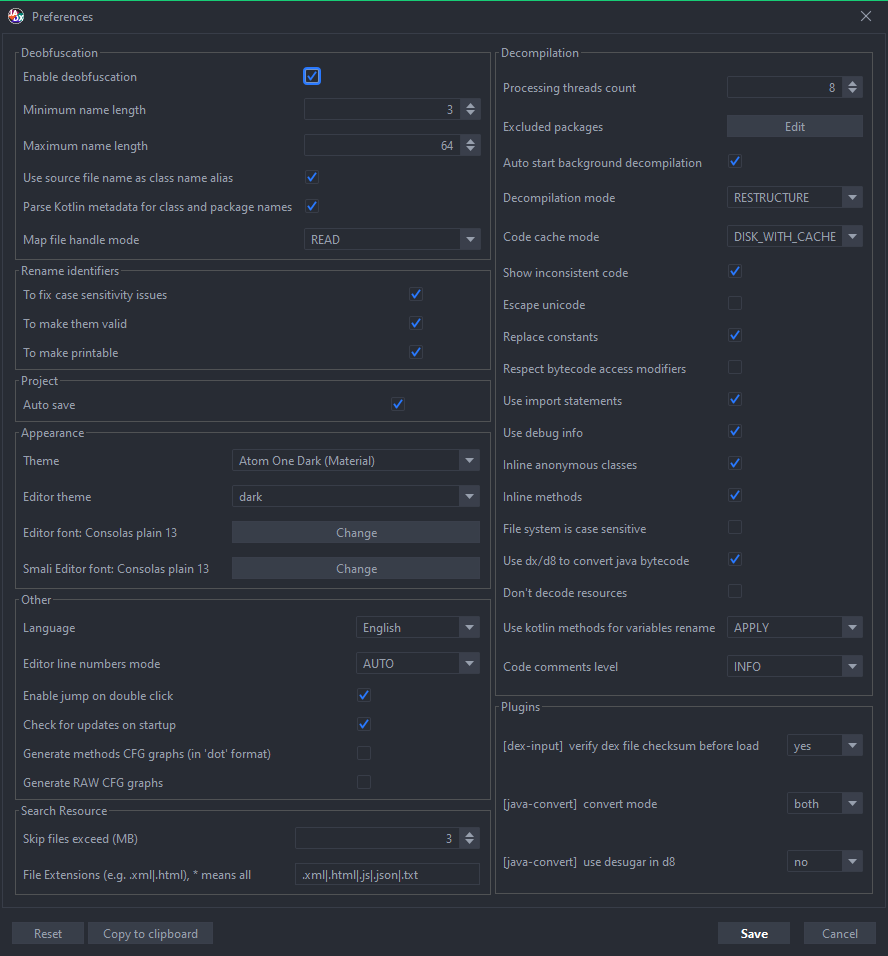 JADX
Preferences
Deobfuscation
Enable deobfuscation
Minimum name length 3
Maximum name length 64
Use source file name as class name alias
Parse Kotlin metadata for class and package names
Map file handle mode READ
Rename identifiers
To fix case sensitivity issues
To make them valid
To make printable
Project
Auto save
Appearance
Theme Atom One Dark (Material)
Editor theme dark
Editor font: Consolas plain 13 Change
Smali Editor font: Consolas plain 13 Change
Other
Language English
Editor line numbers mode AUTO
Enable jump on double click
Check for updates on startup
Generate methods CFG graphs (in 'dot' format)
Generate RAW CFG graphs
Search Resource
Skip files exceed (MB) 3
File Extensions (e.g. .xml|.html), * means all .xml|.html|.js|.json|.txt
Decompilation
Processing threads count 8
Excluded packages Edit
Auto start background decompilation
Decompilation mode RESTRUCTURE
Code cache mode DISK_WITH_CACHE
Show inconsistent code
Escape unicode
Replace constants
Respect bytecode access modifiers
Use import statements
Use debug info
Inline anonymous classes
Inline methods
File system is case sensitive
Use dx/d8 to convert java bytecode
Don't decode resources
Use kotlin methods for variables rename APPLY
Code comments level INFO
Plugins
[dex-input] verify dex file checksum before load yes
[java-convert] convert mode both
[java-convert] use desugar in d8 no
Reset Copy to clipboard Save Cancel